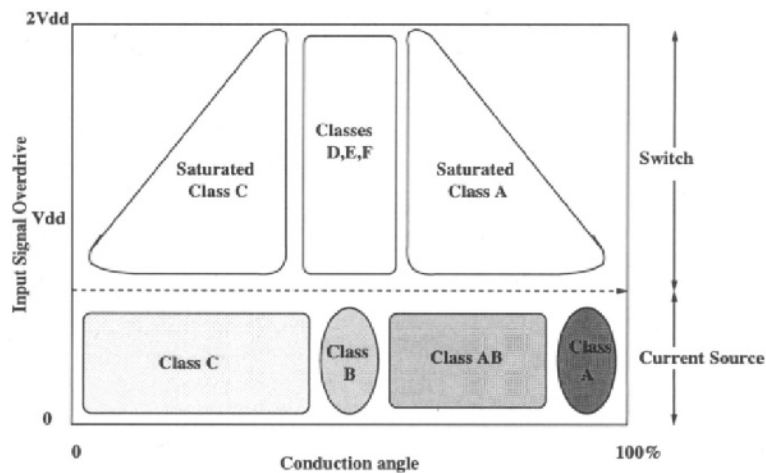 2Vdd
Classes
D,E,F
Saturated
Class C
Saturated
Class A
Switch
Input Signal Overdrive
Vdd
Class C
Class
B
Class AB
Class
A
Current Source
0
0
Conduction angle
100%